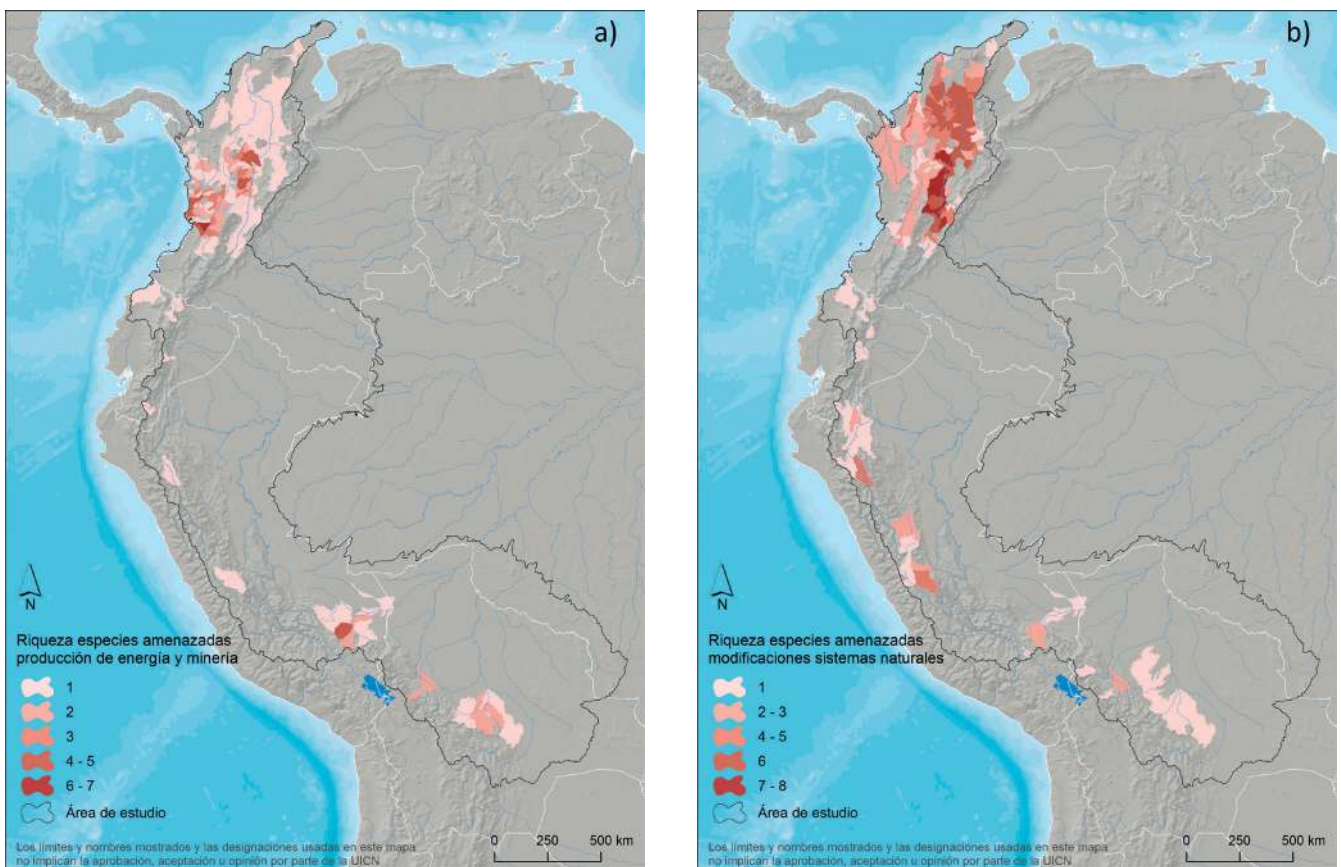 a)
N
Riqueza especies amenazadas
producción de energía y minería
1
2
3
4 - 5
6 - 7
Área de estudio
0 250 500 km
Los límites y nombres mostrados y las designaciones usadas en este mapa
no implican la aprobación, aceptación u opinión por parte de la UICN
b)
N
Riqueza especies amenazadas
modificaciones sistemas naturales
1
2 - 3
4 - 5
6
7 - 8
Área de estudio
0 250 500 km
Los límites y nombres mostrados y las designaciones usadas en este mapa
no implican la aprobación, aceptación u opinión por parte de la UICN